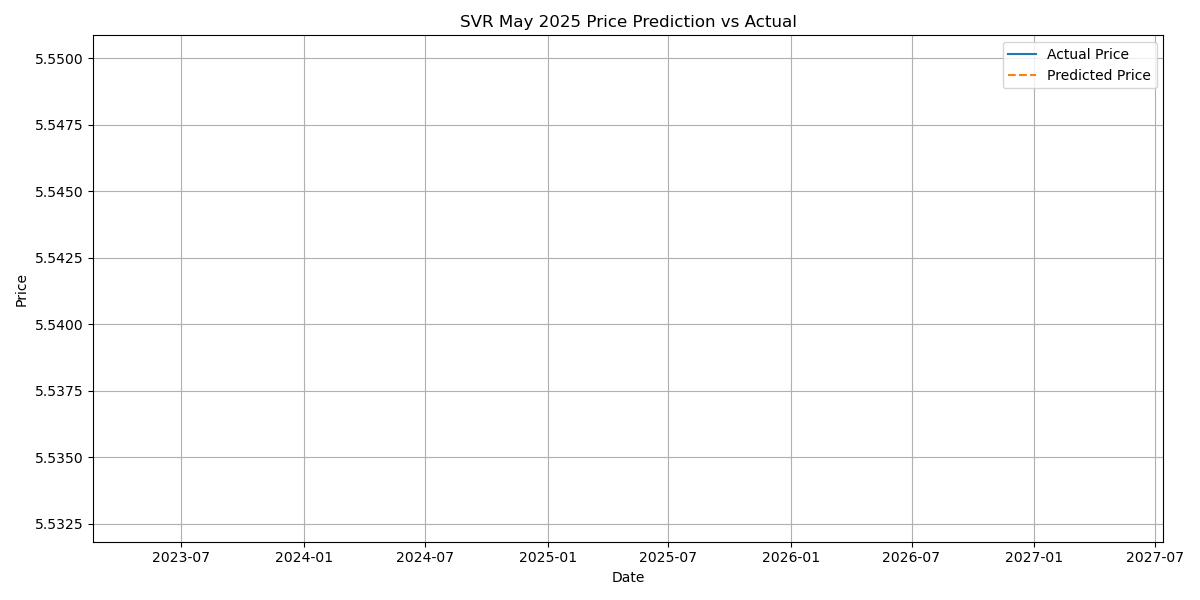 SVR May 2025 Price Prediction vs Actual
Actual Price
Predicted Price
5.5500
5.5475
5.5450
5.5425
5.5400
5.5375
5.5350
5.5325
Price
2023-07 2024-01 2024-07 2025-01 2025-07 2026-01 2026-07 2027-01 2027-07
Date